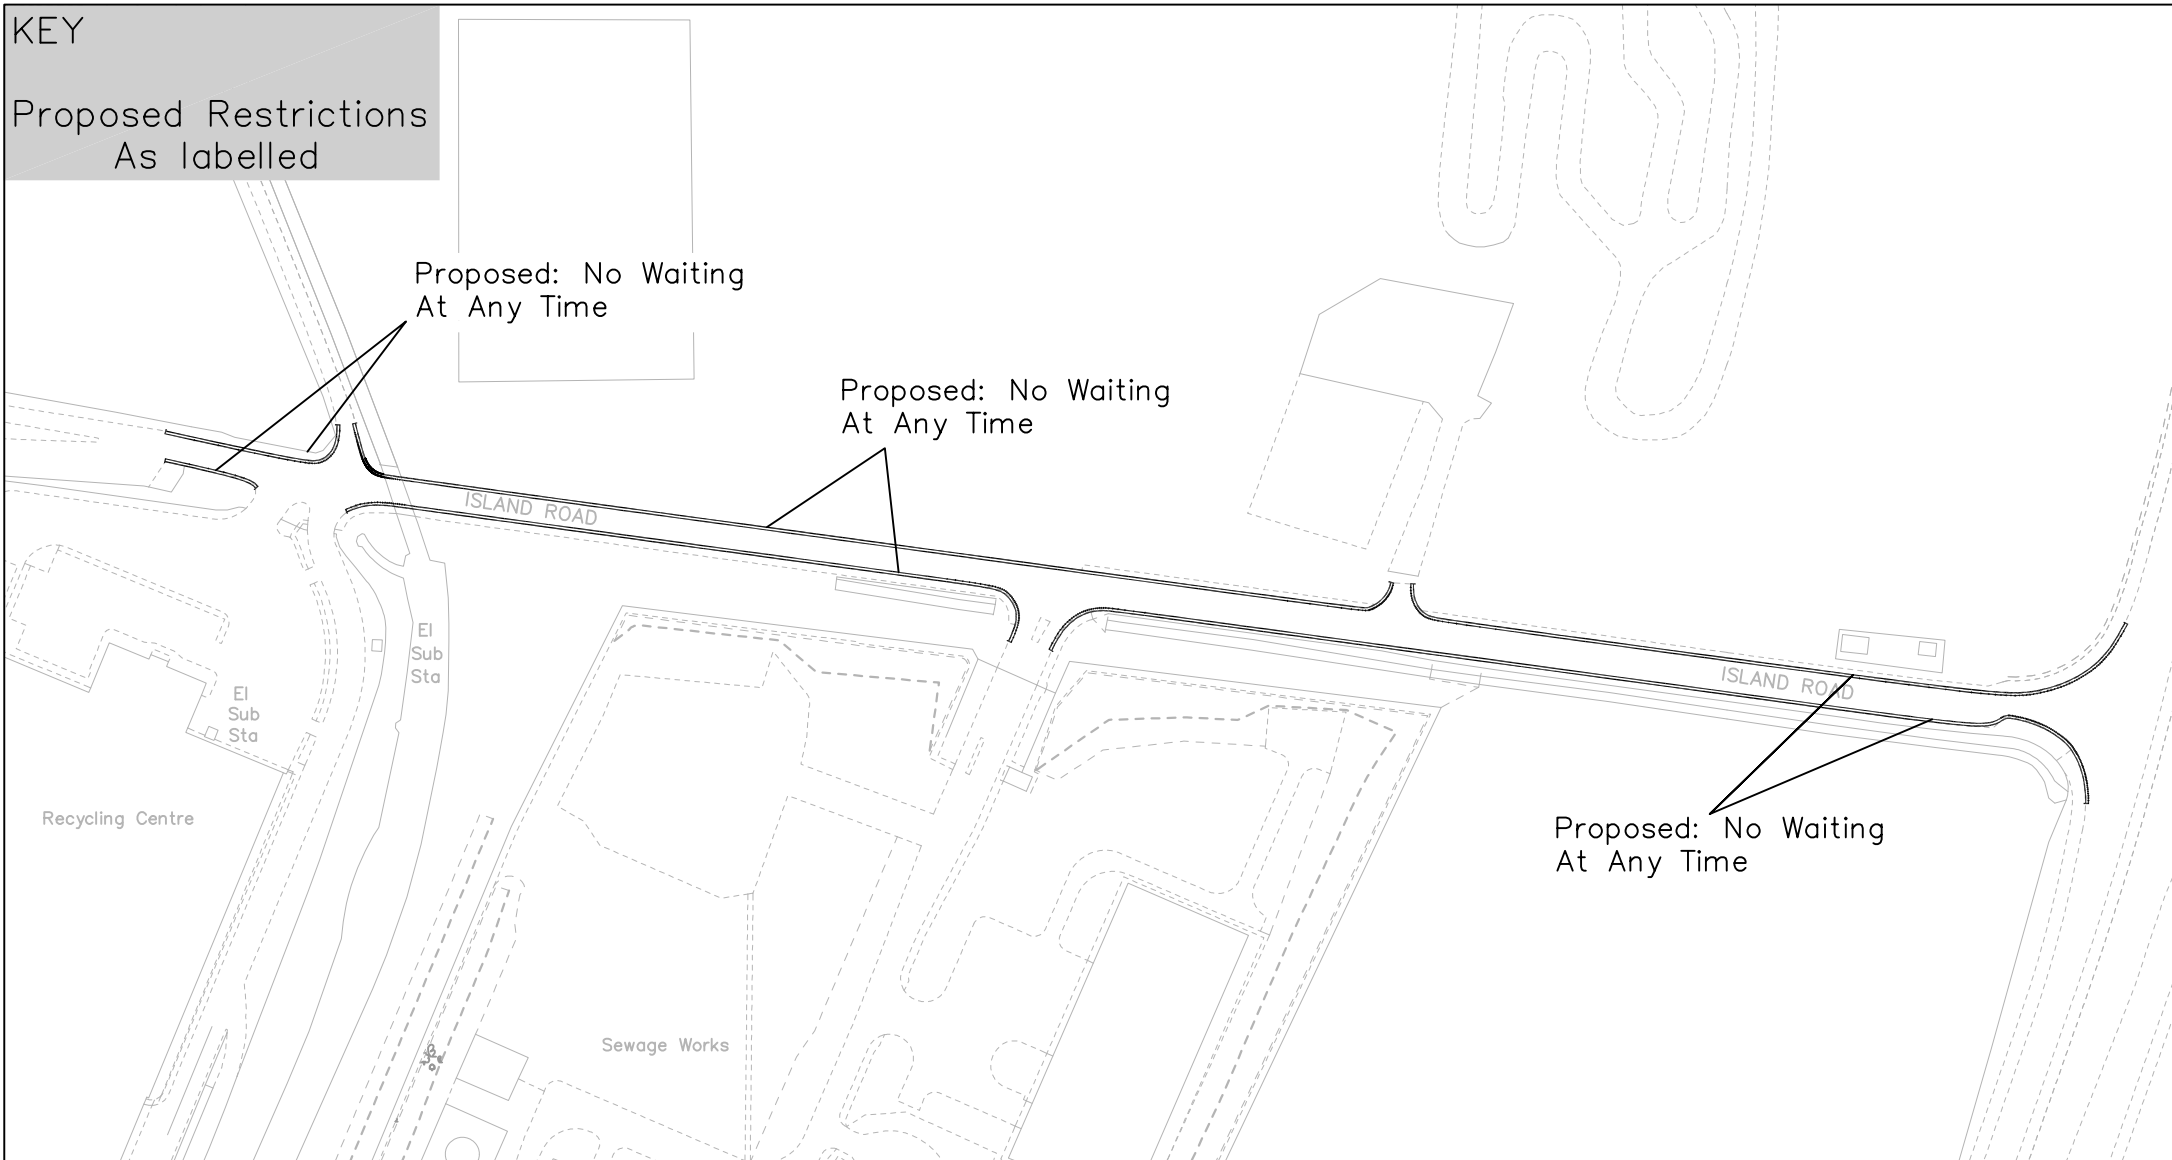 KEY
Proposed Restrictions
As labelled
Proposed: No Waiting
At Any Time
Proposed: No Waiting
At Any Time
ISLAND ROAD
El
Sub
Sta
El
Sub
Sta
ISLAND ROAD
Recycling Centre
Proposed: No Waiting
At Any Time
Sewage Works